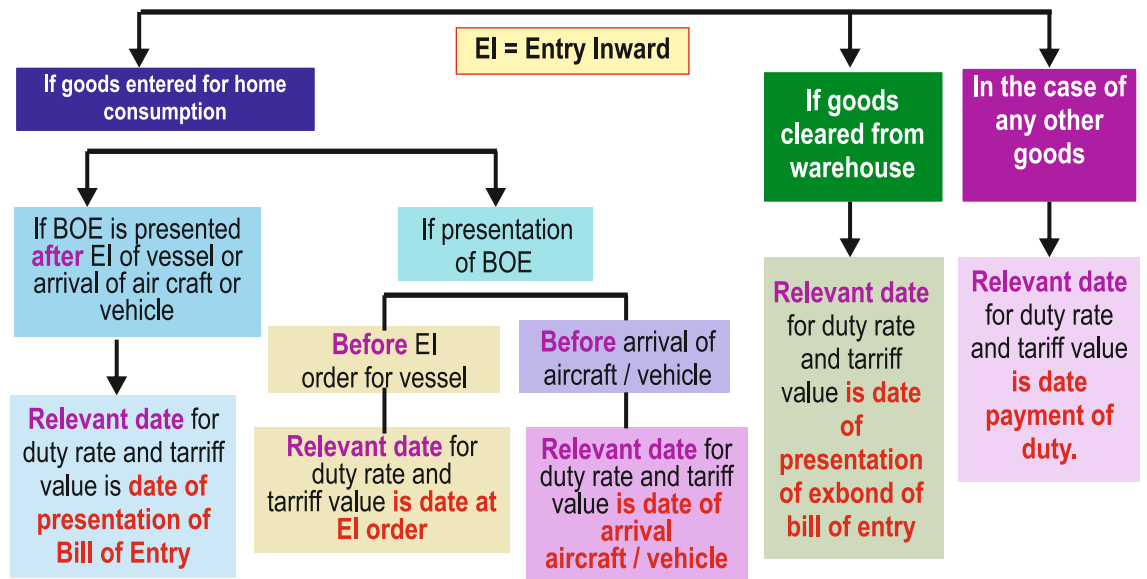 EI = Entry Inward
If goods entered for home
consumption
If goods
cleared from
warehouse
In the case of
any other
goods
If BOE is presented
after EI of vessel or
arrival of air craft or
vehicle
If presentation
of BOE
Before EI
order for vessel
Before arrival of
aircraft / vehicle
Relevant date for
duty rate and tarriff
value is date of
presentation of
Bill of Entry
Relevant date for
duty rate and
tarriff value is date at
EI order
Relevant date for
duty rate and tariff
value is date of
arrival
aircraft / vehicle
Relevant date
for duty rate
and tarriff
value is date
of
presentation
of exbond of
bill of entry
Relevant date
for duty rate
and tariff value
is date
payment of
duty.